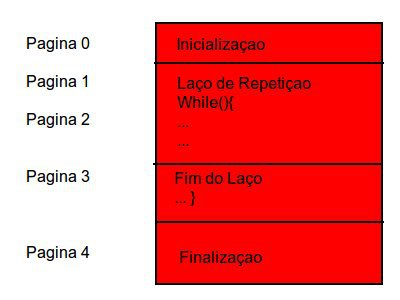 Pagina 0
Inicializaçao
Pagina 1
Laço de Repetiçao
While(){
Pagina 2
...
...
Pagina 3
Fim do Laço
... }
Pagina 4
Finalizaçao